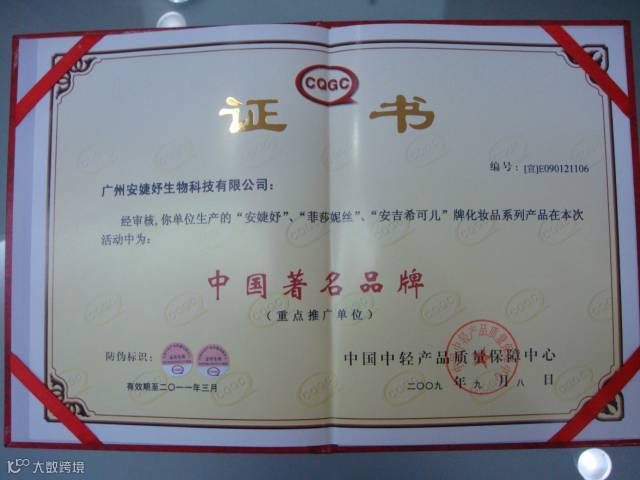 CQGC
证 书
编号：[宣]E090121106
广州安婕妤生物科技有限公司：
经审核，你单位生产的“安婕妤”、“菲莎妮丝”、“安吉希可儿”牌化妆品系列产品在本次
活动中为：
中国著名品牌
（重点推广单位）
防伪标识：
中国中轻产品质量保障中心
有效期至二〇一一年三月
二〇〇九 年 九 月 八 日
大数跨境